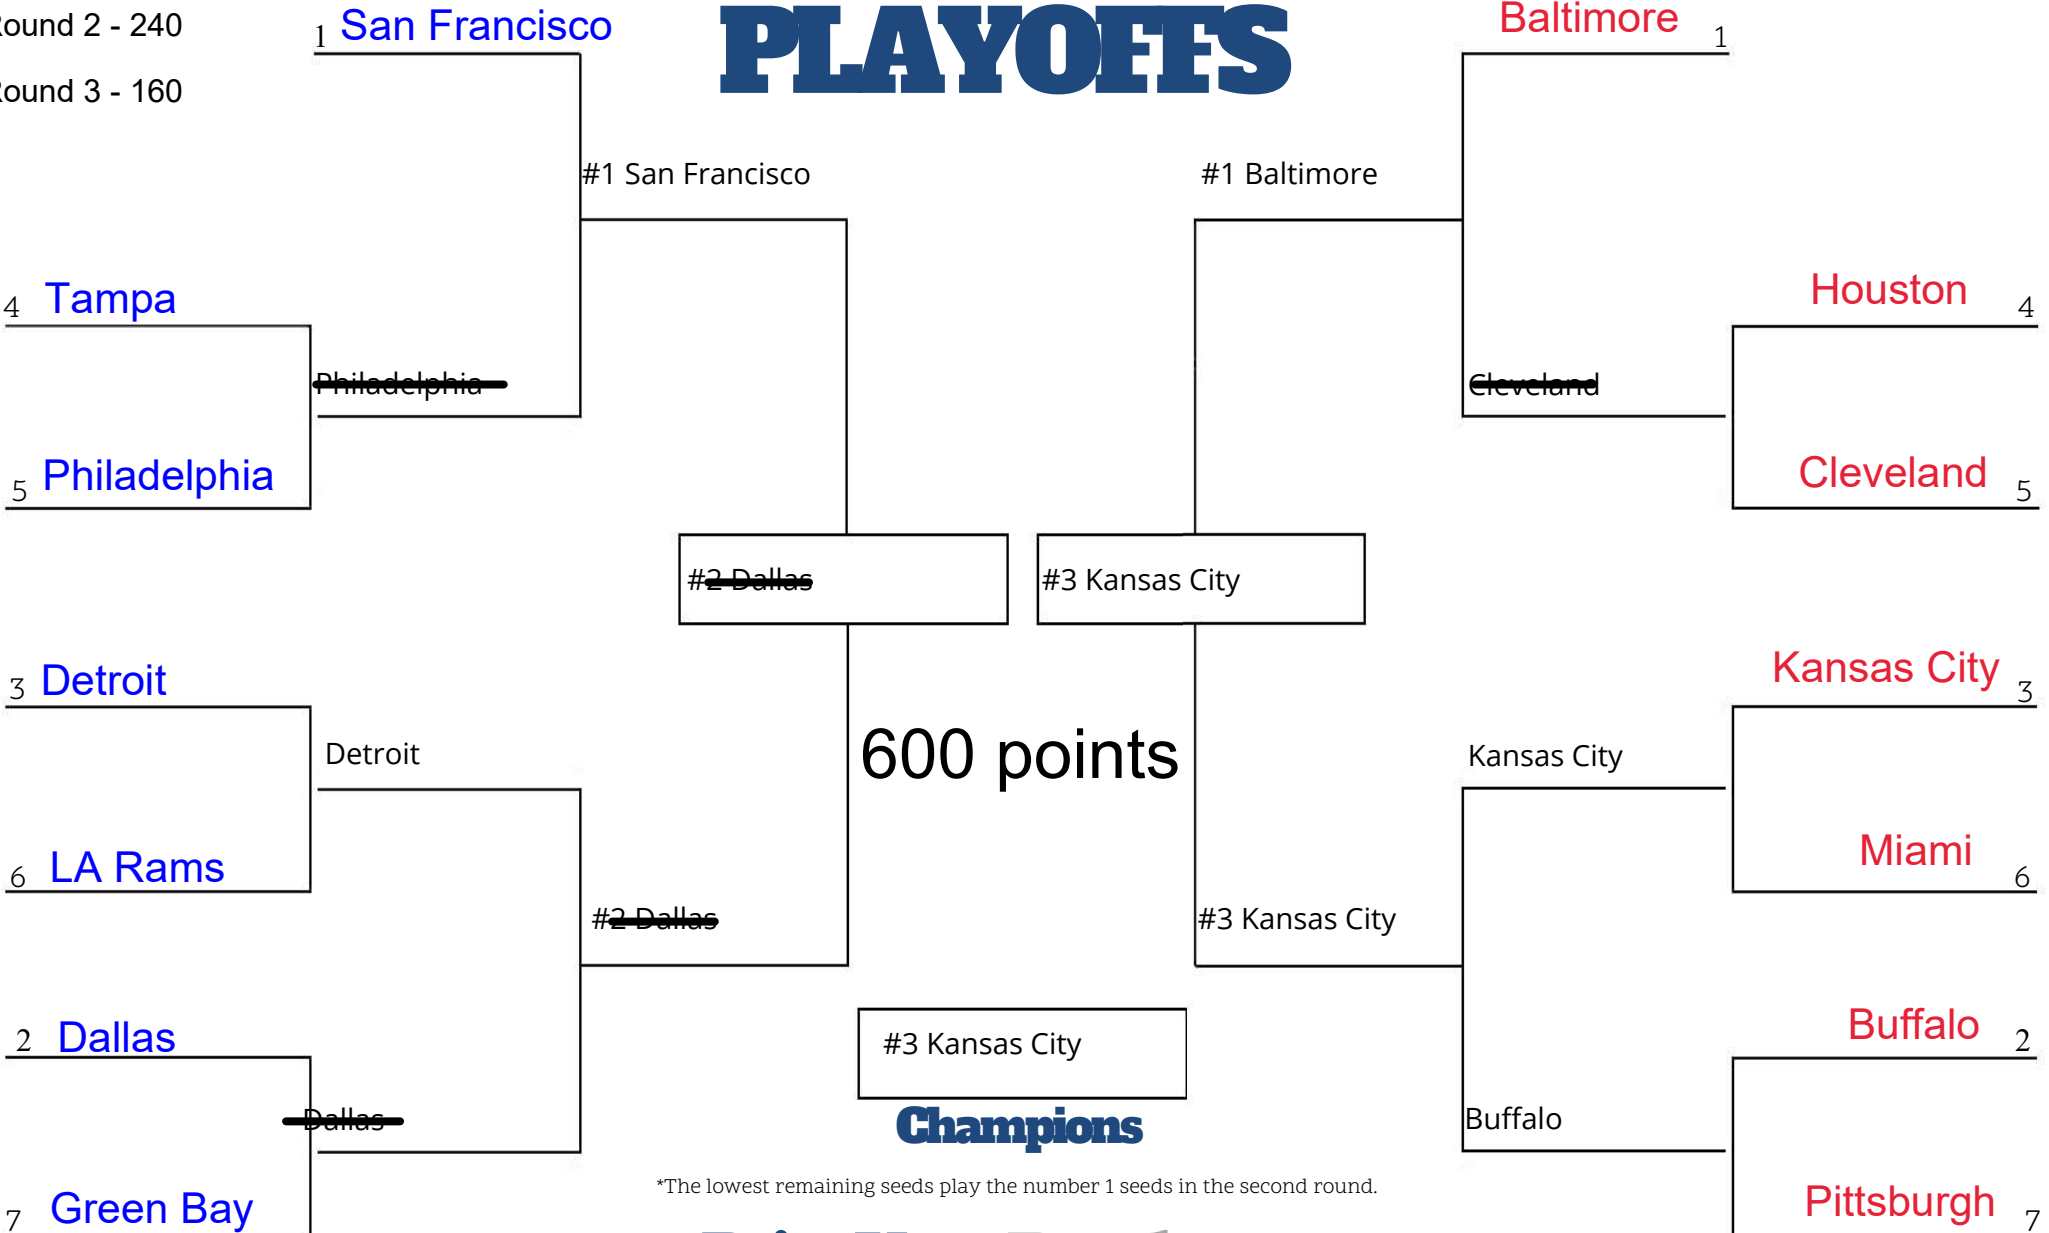 Round 2 - 240
1 San Francisco
PLAYOFFS
Baltimore 1
Round 3 - 160
#1 San Francisco
#1 Baltimore
4 Tampa
Houston 4
Philadelphia
Cleveland
5 Philadelphia
Cleveland 5
#2 Dallas
#3 Kansas City
3 Detroit
Kansas City 3
Detroit
600 points
Kansas City
6 LA Rams
Miami 6
#2 Dallas
#3 Kansas City
2 Dallas
#3 Kansas City
Buffalo 2
Dallas
Champions
Buffalo
*The lowest remaining seeds play the number 1 seeds in the second round.
7 Green Bay
Pittsburgh 7